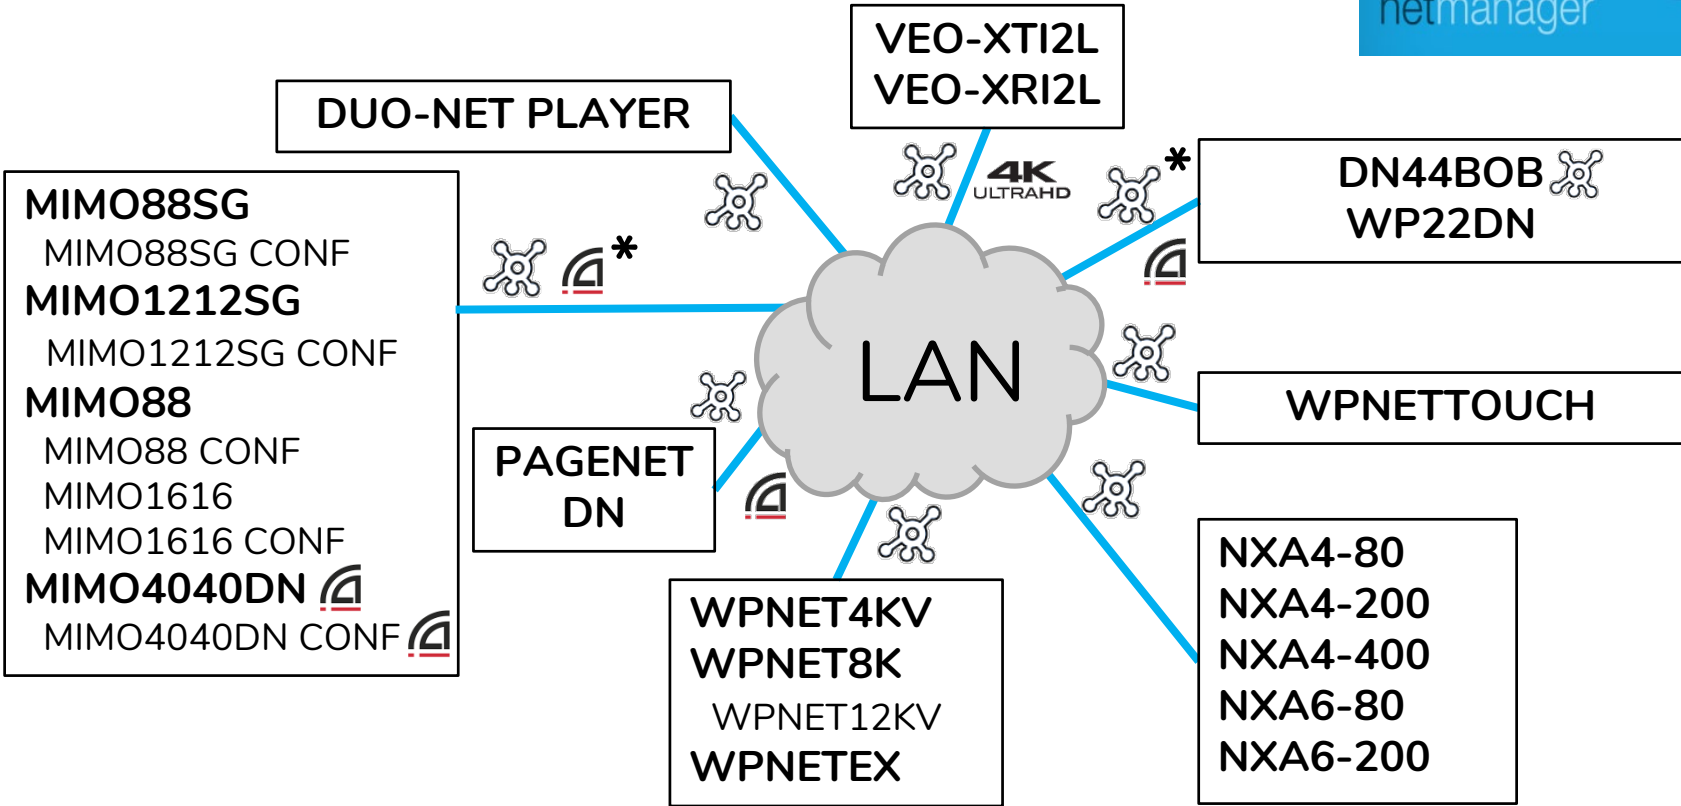 netmanager
VEO-XTI2L
VEO-XRI2L
DUO-NET PLAYER
4K
ULTRAHD
*
DN44BOB
WP22DN
MIMO88SG
MIMO88SG CONF
MIMO1212SG
MIMO1212SG CONF
MIMO88
MIMO88 CONF
MIMO1616
MIMO1616 CONF
MIMO4040DN
MIMO4040DN CONF
*
LAN
WPNETTOUCH
PAGENET
DN
WPNET4KV
WPNET8K
WPNET12KV
WPNETEX
NXA4-80
NXA4-200
NXA4-400
NXA6-80
NXA6-200